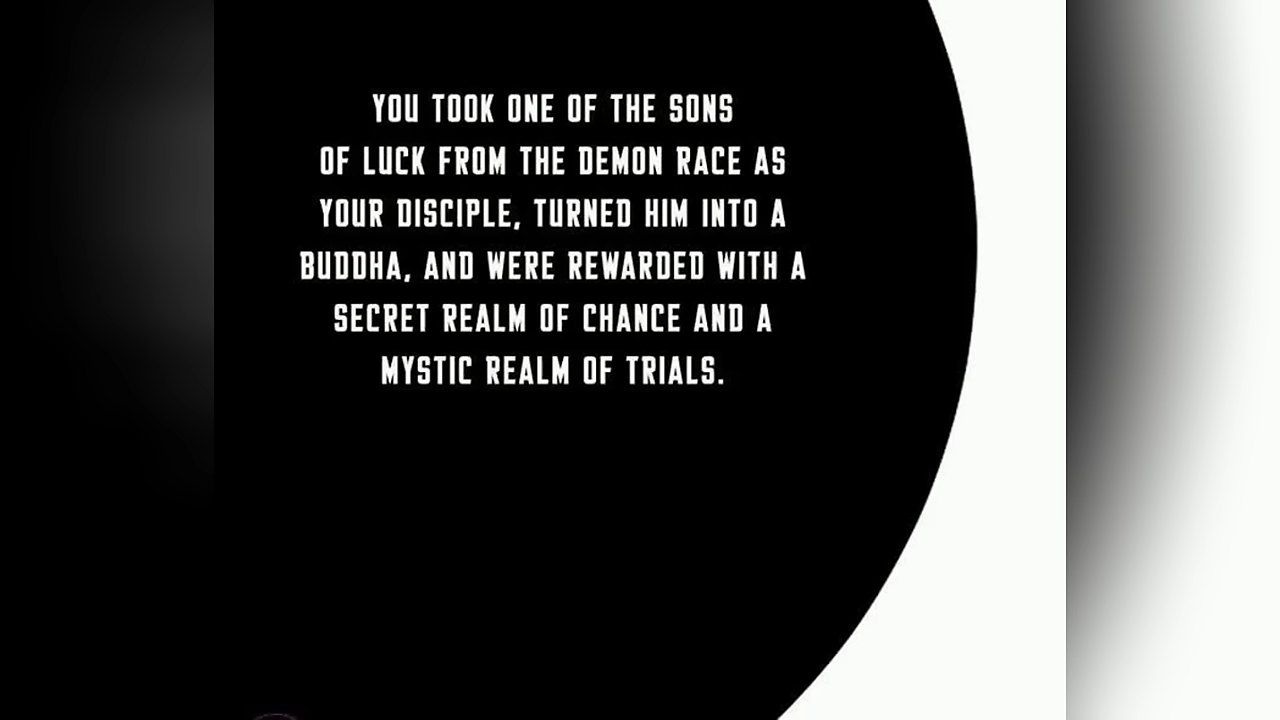 YOU TOOK ONE OF THE SONS
OF LUCK FROM THE DEMON RACE AS
YOUR DISCIPLE, TURNED HIM INTO A
BUDDHA, AND WERE REWARDED WITH A
SECRET REALM OF CHANCE AND A
MYSTIC REALM OF TRIALS.